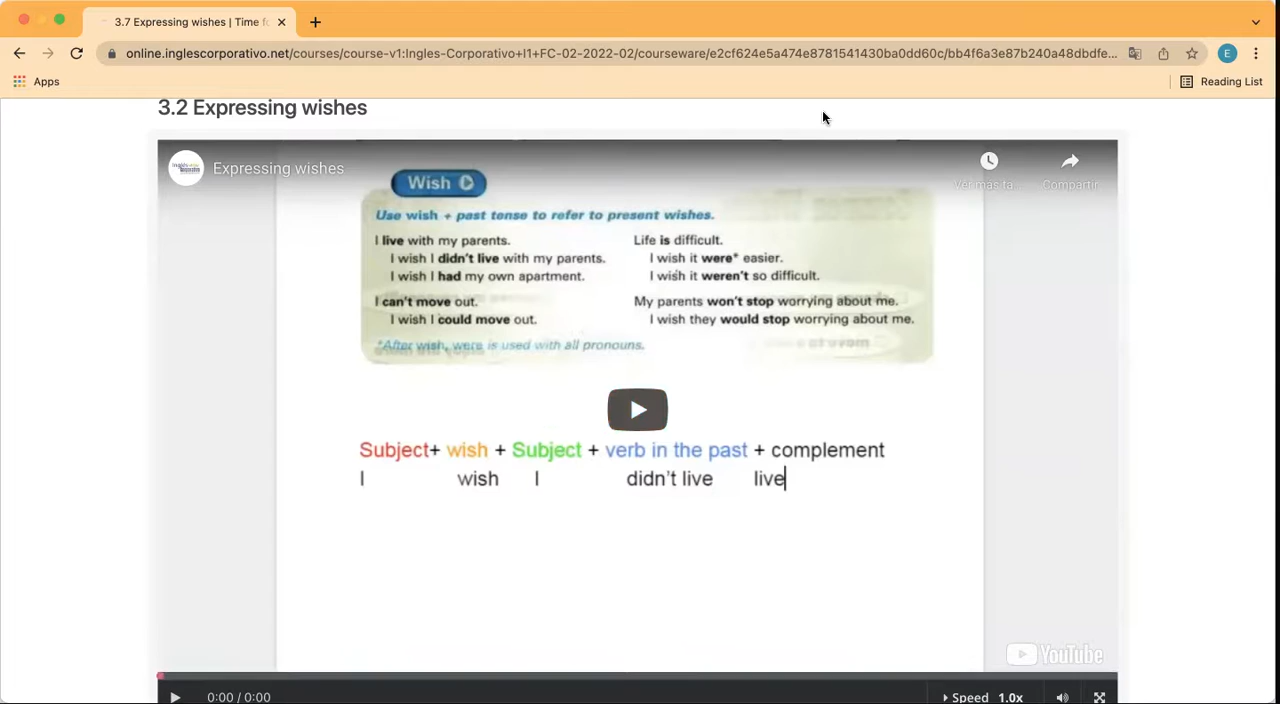 3.7 Expressing wishes | Time fo
online.inglescorporativo.net/courses/course-v1:Ingles-Corporativo+I1+FC-02-2022-02/courseware/e2cf624e5a474e8781541430ba0dd60c/bb4f6a3e87b240a48dbdfe...
E
Apps
Reading List
3.2 Expressing wishes
Expressing wishes
Ver más ta...
Compartir
Wish
Use wish + past tense to refer to present wishes.
I live with my parents.
I wish I didn't live with my parents.
I wish I had my own apartment.
Life is difficult.
I wish it were* easier.
I wish it weren't so difficult.
I can't move out.
I wish I could move out.
My parents won't stop worrying about me.
I wish they would stop worrying about me.
*After wish, were is used with all pronouns.
Subject+ wish + Subject + verb in the past + complement
I wish I didn't live live
YouTube
0:00 / 0:00
Speed 1.0x